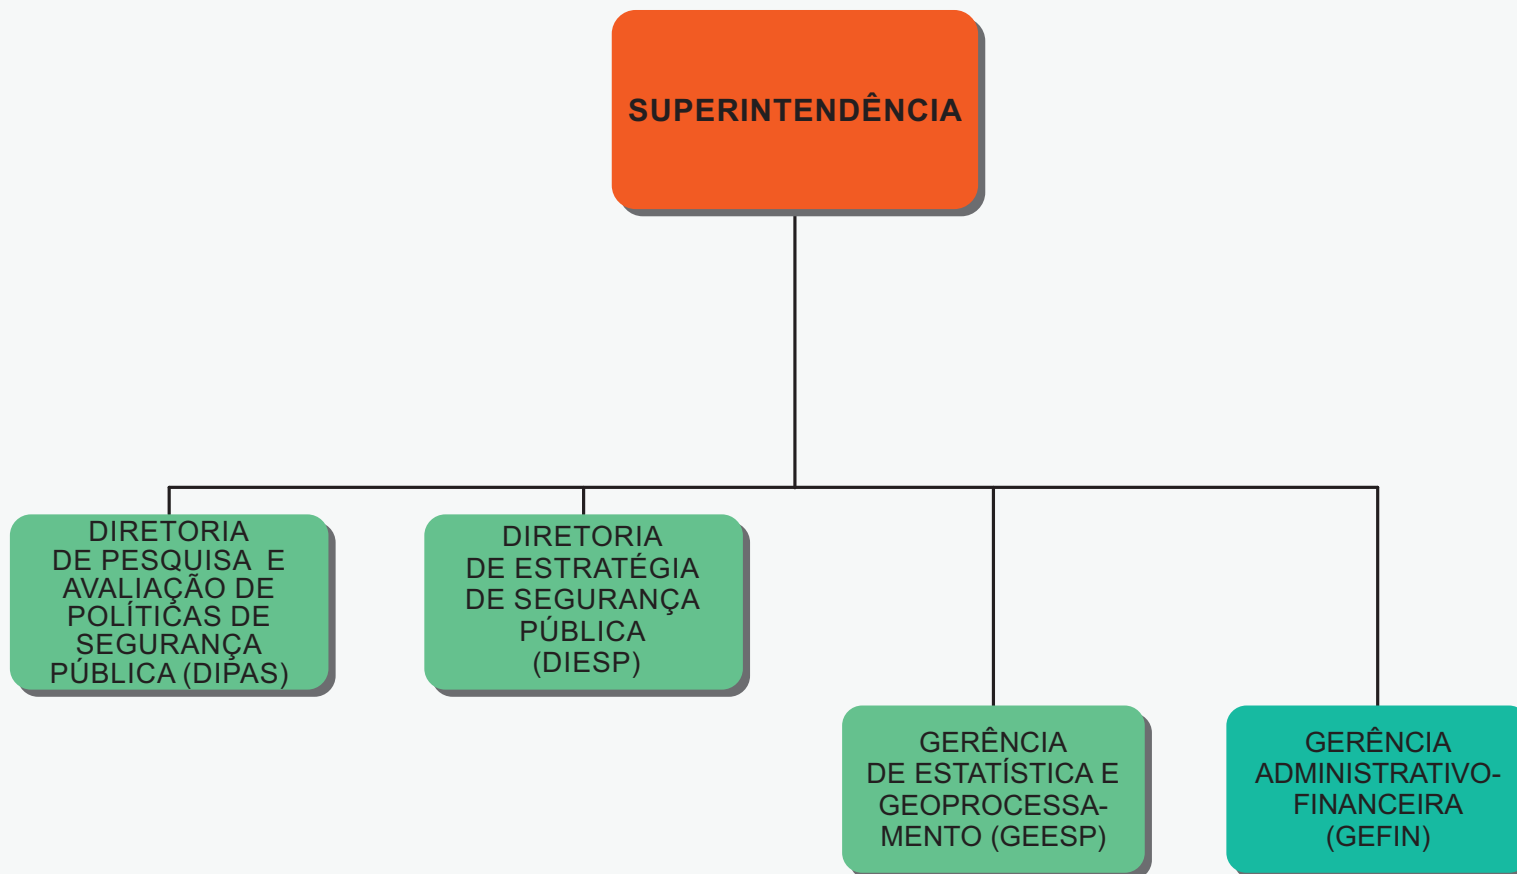 SUPERINTENDÊNCIA
DIRETORIA
DE PESQUISA E
AVALIAÇÃO DE
POLÍTICAS DE
SEGURANÇA
PÚBLICA (DIPAS)
DIRETORIA
DE ESTRATÉGIA
DE SEGURANÇA
PÚBLICA
(DIESP)
GERÊNCIA
DE ESTATÍSTICA E
GEOPROCESSA-
MENTO (GEESP)
GERÊNCIA
ADMINISTRATIVO-
FINANCEIRA
(GEFIN)